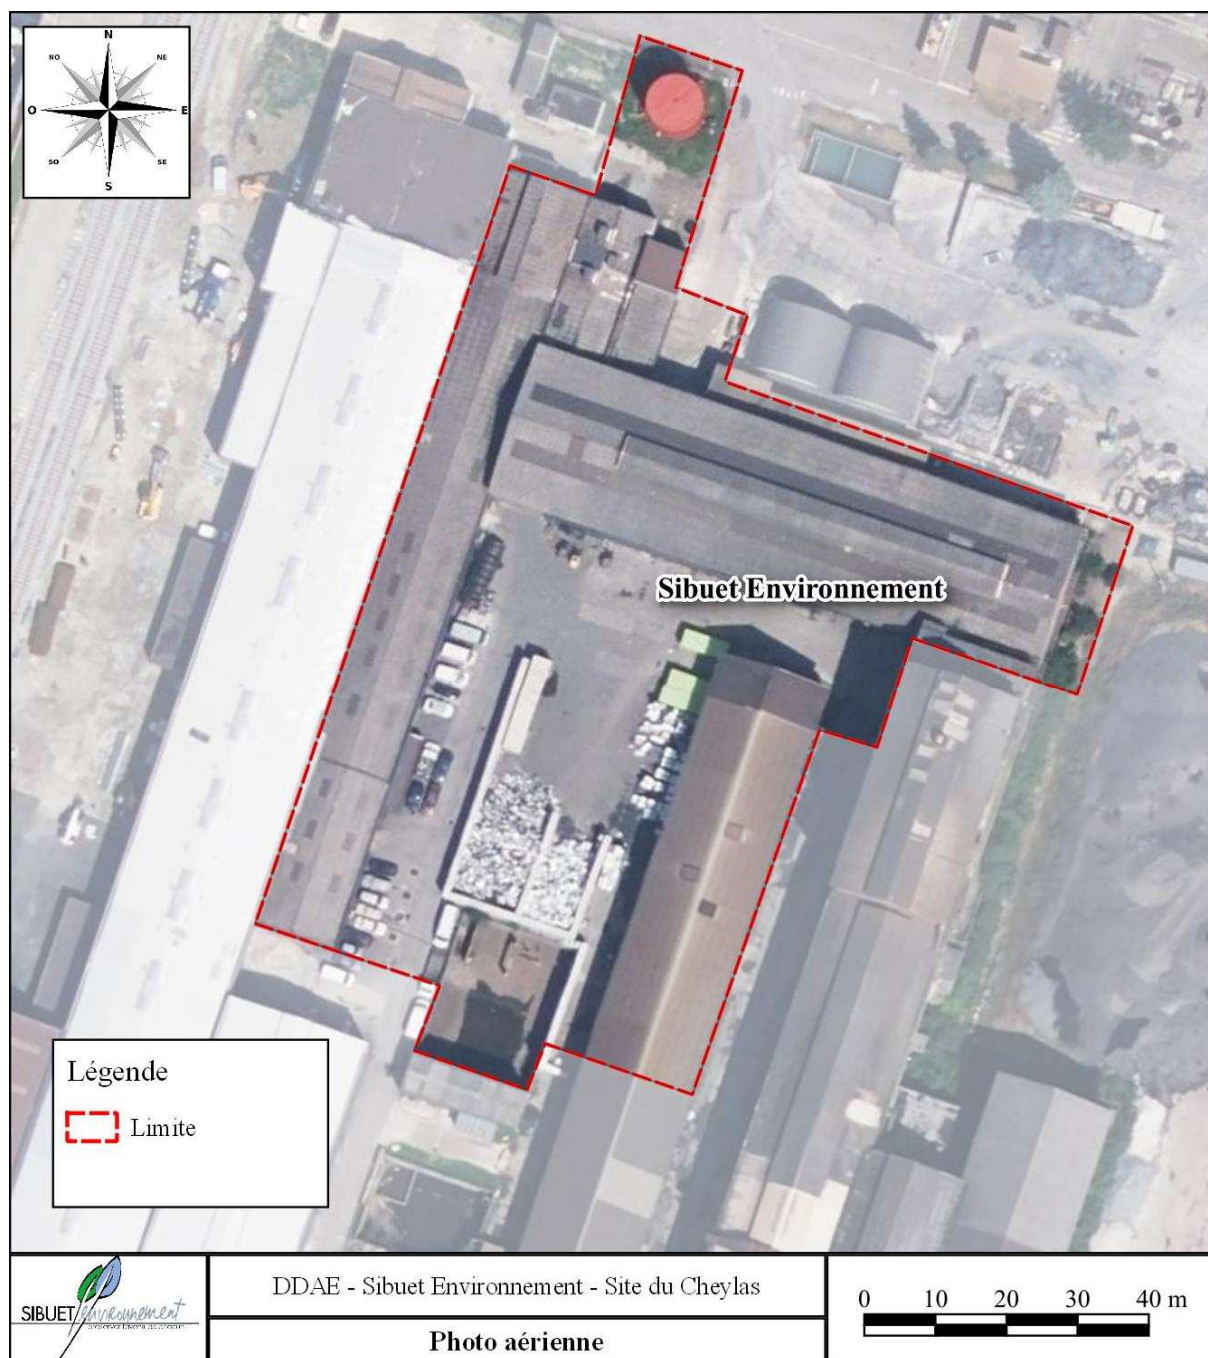 N
NO
NE
O
E
SO
SE
S
Sibuet Environnement
Légende
Limite
SIBUET environnement
DDAE - Sibuet Environnement - Site du Cheylas
Photo aérienne
0 10 20 30 40 m